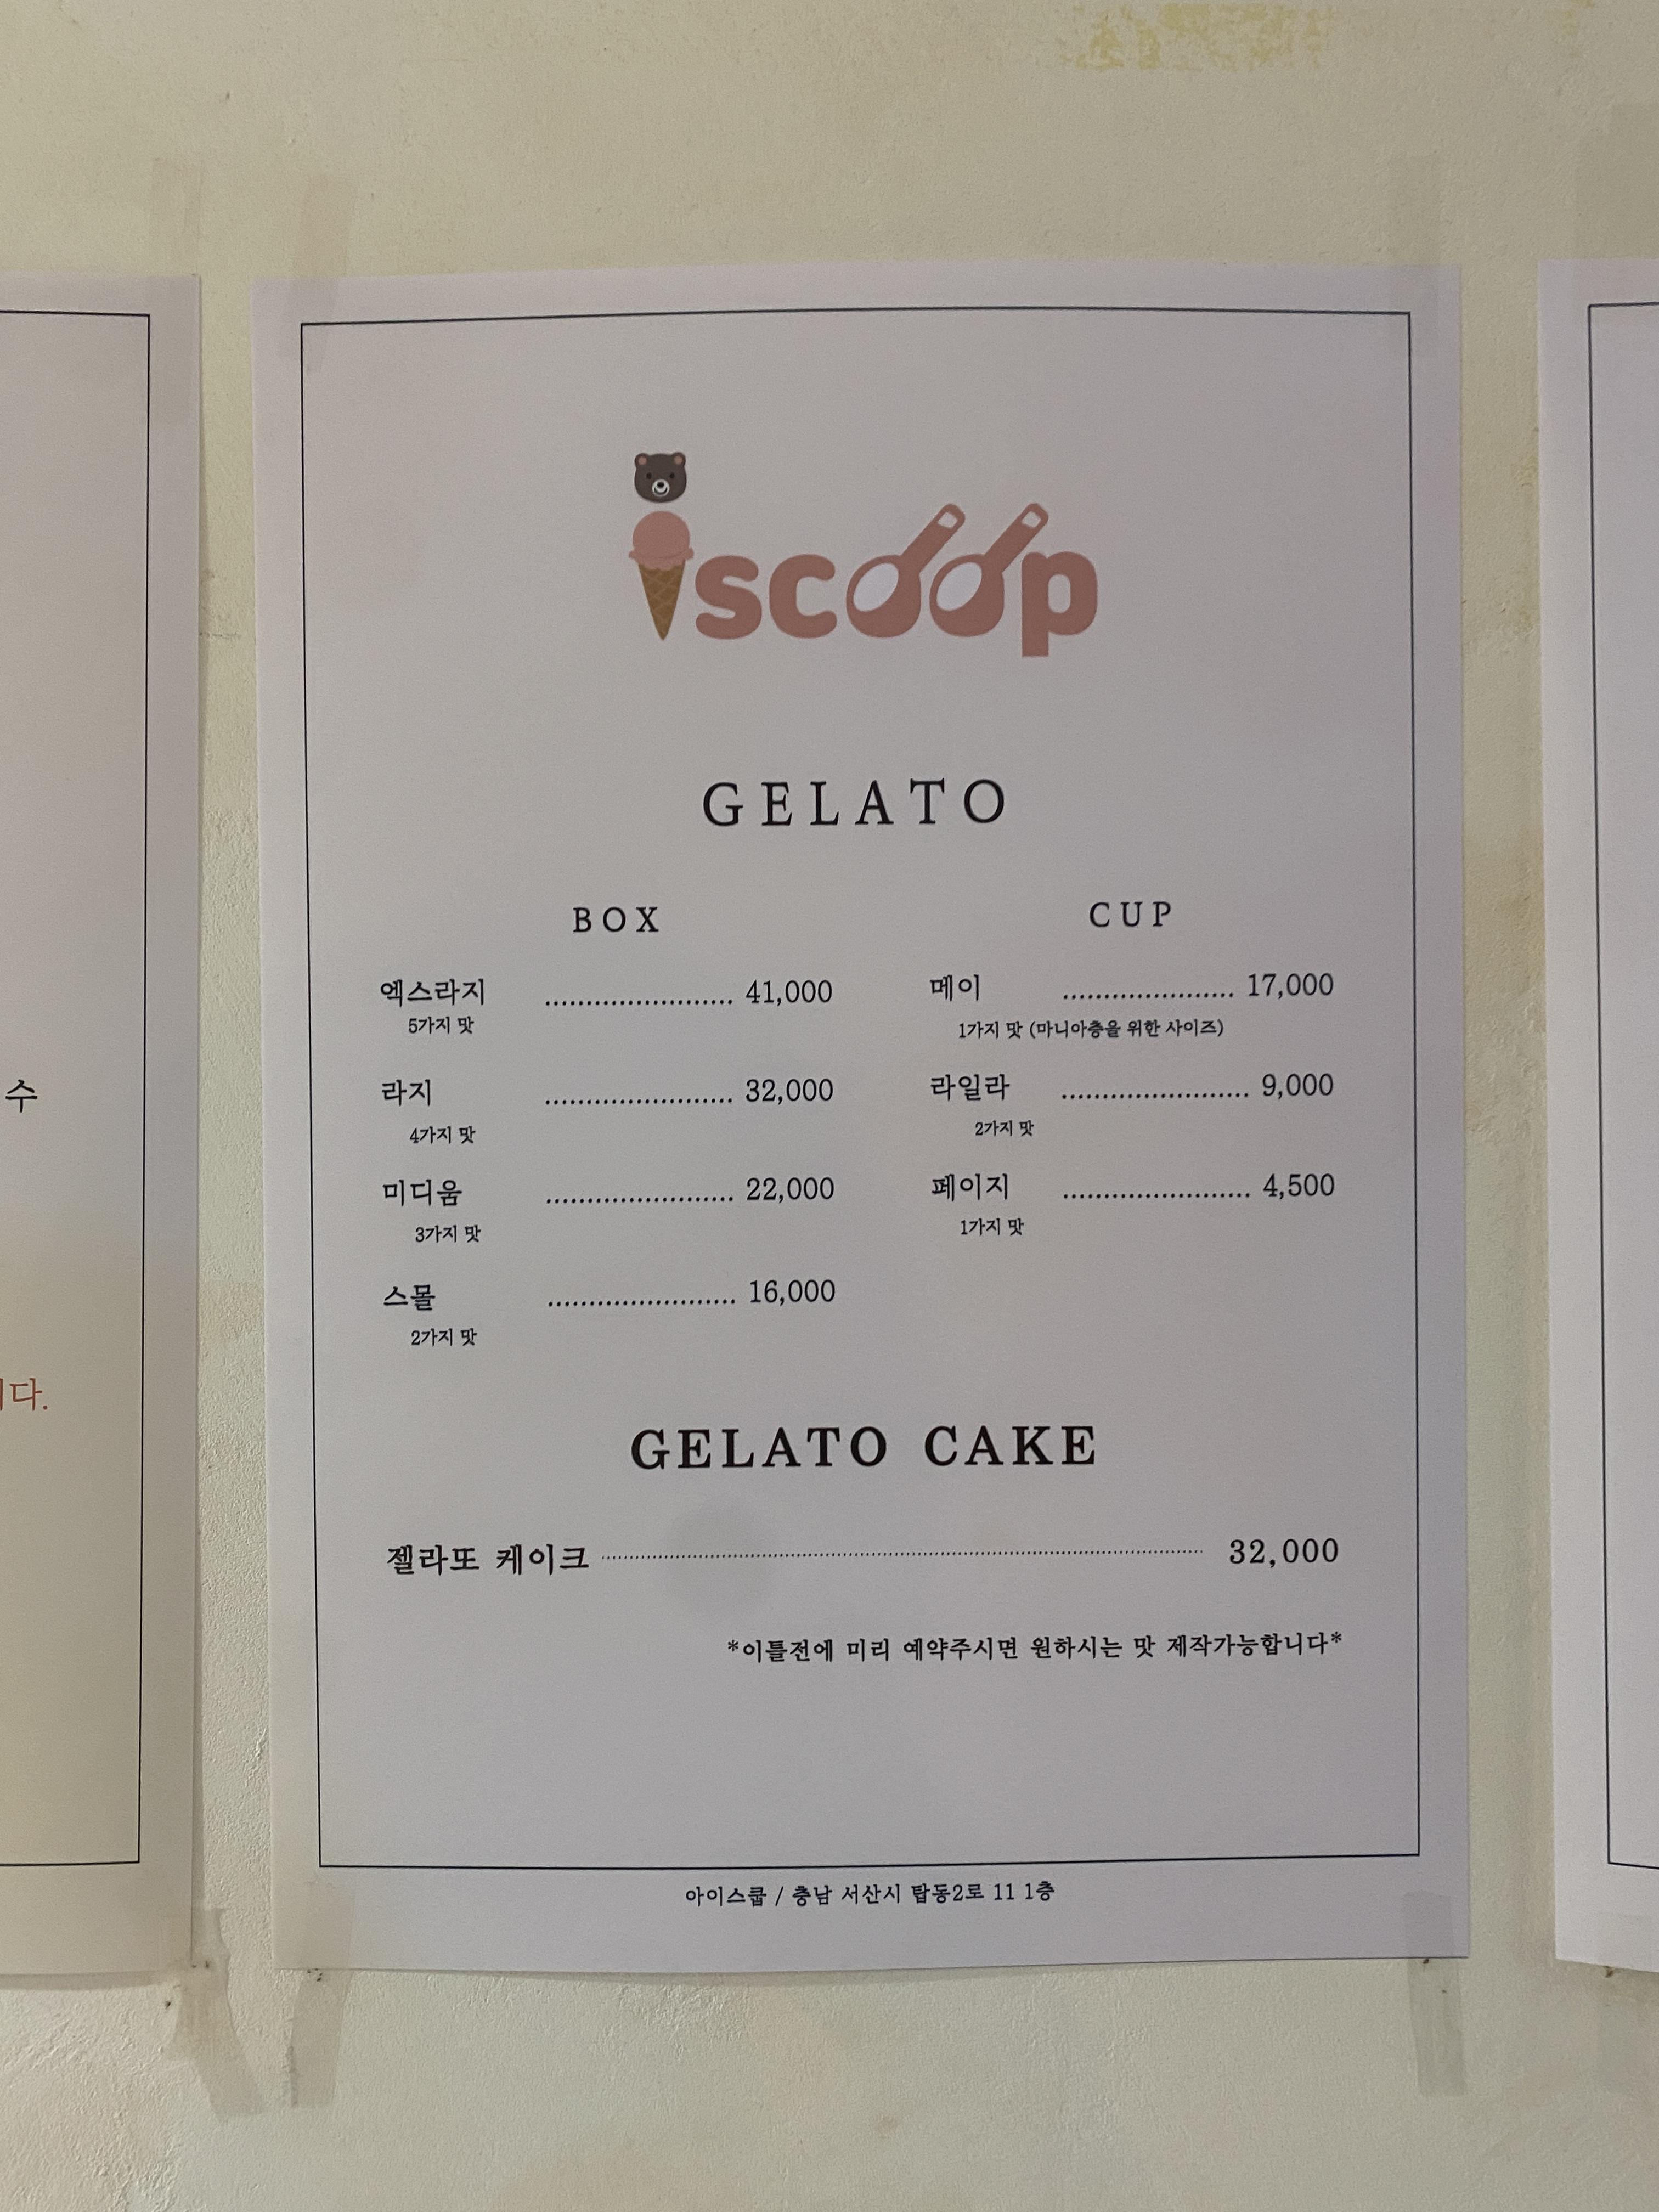 iscoop
GELATO
BOX
엑스라지 ....................... 41,000
5가지 맛
라지 ....................... 32,000
4가지 맛
미디움 ....................... 22,000
3가지 맛
스몰 ....................... 16,000
2가지 맛
CUP
메이 ..................... 17,000
1가지 맛 (마니아층을 위한 사이즈)
라일라 ....................... 9,000
2가지 맛
페이지 ....................... 4,500
1가지 맛
GELATO CAKE
젤라또 케이크 ....................... 32,000
*이틀전에 미리 예약주시면 원하시는 맛 제작가능합니다*
아이스쿱 / 충남 서산시 탑동2로 11 1층
수
다.